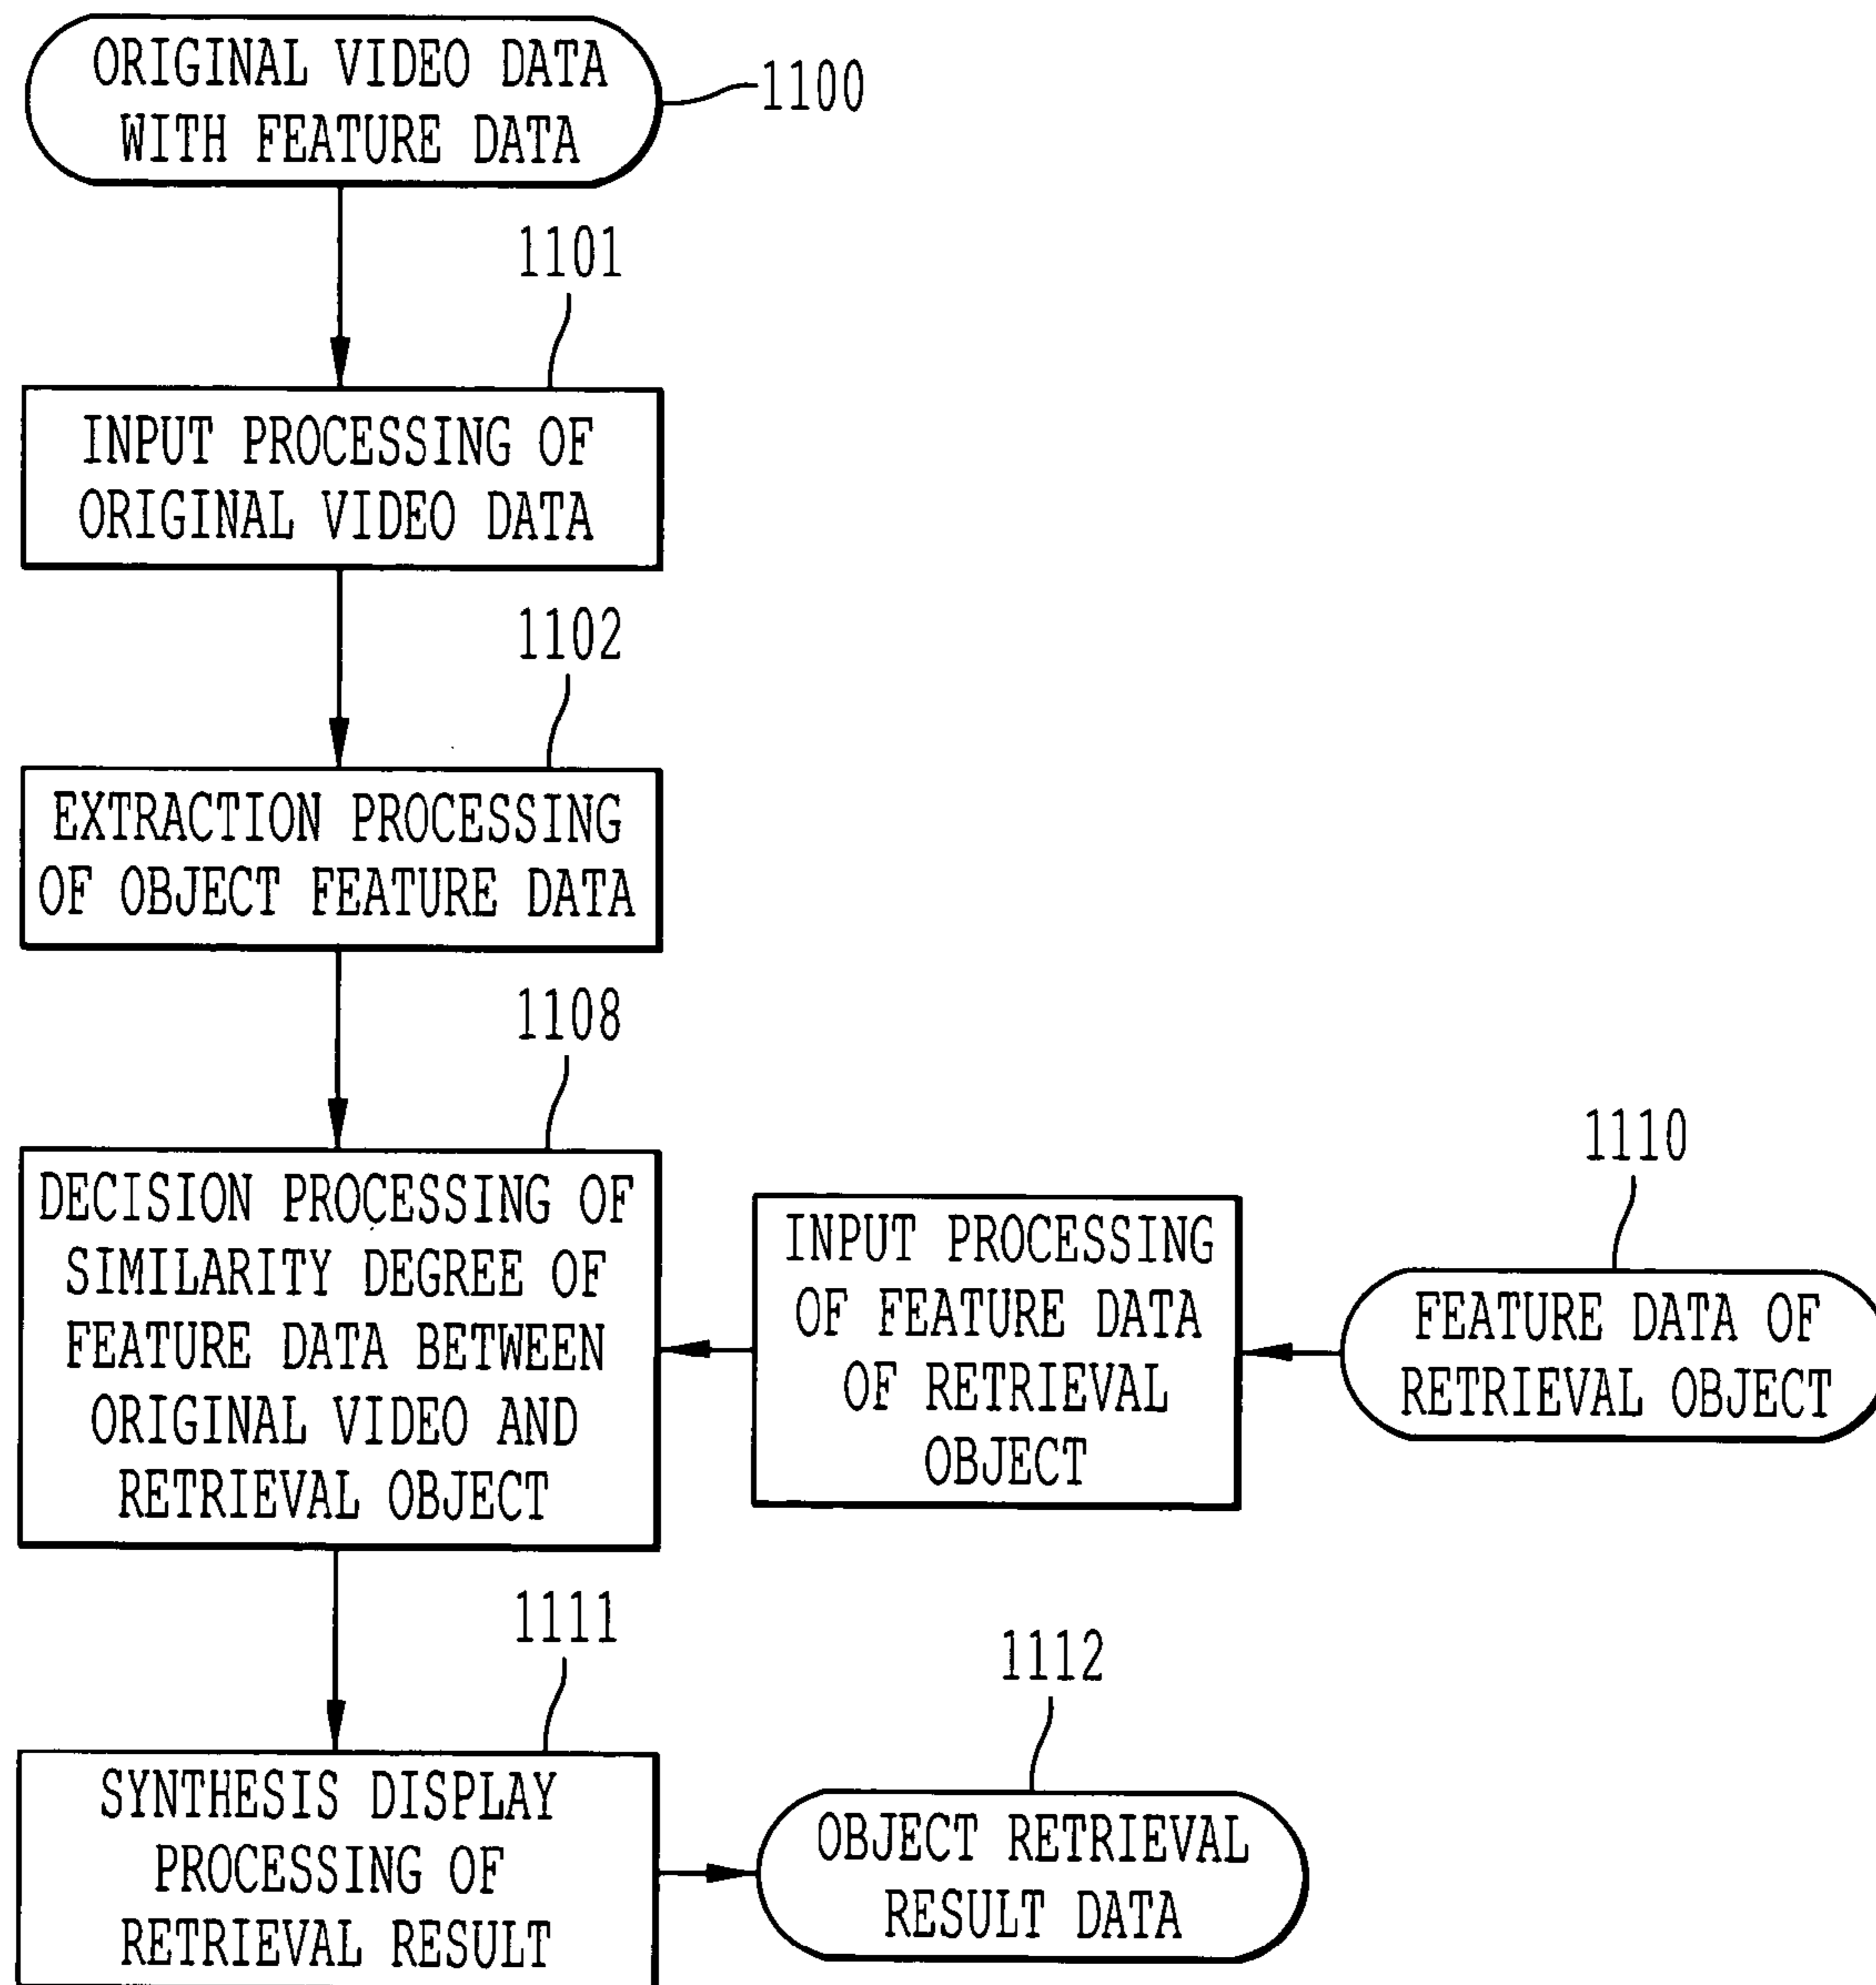 ORIGINAL VIDEO DATA
WITH FEATURE DATA
1100
1101
INPUT PROCESSING OF
ORIGINAL VIDEO DATA
1102
EXTRACTION PROCESSING
OF OBJECT FEATURE DATA
1108
DECISION PROCESSING OF
SIMILARITY DEGREE OF
FEATURE DATA BETWEEN
ORIGINAL VIDEO AND
RETRIEVAL OBJECT
INPUT PROCESSING
OF FEATURE DATA
OF RETRIEVAL
OBJECT
1110
FEATURE DATA OF
RETRIEVAL OBJECT
1111
SYNTHESIS DISPLAY
PROCESSING OF
RETRIEVAL RESULT
1112
OBJECT RETRIEVAL
RESULT DATA